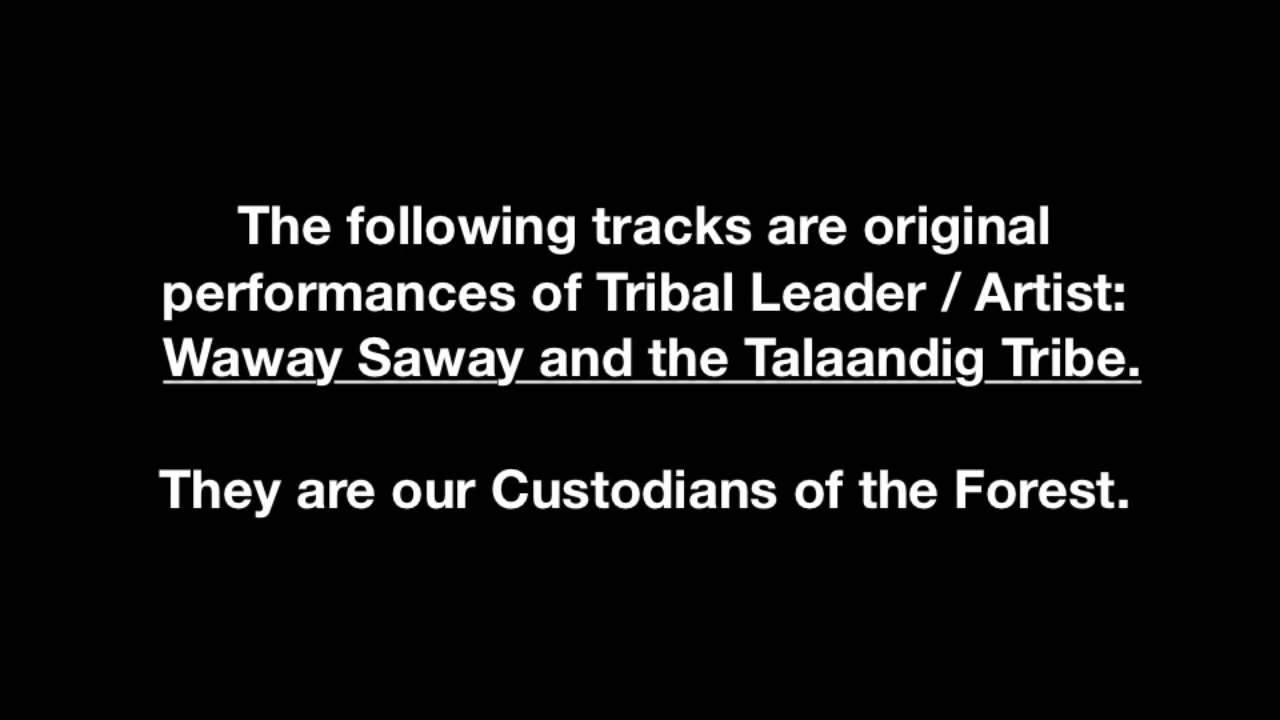 The following tracks are original
performances of Tribal Leader / Artist:
Waway Saway and the Talaandig Tribe.
They are our Custodians of the Forest.